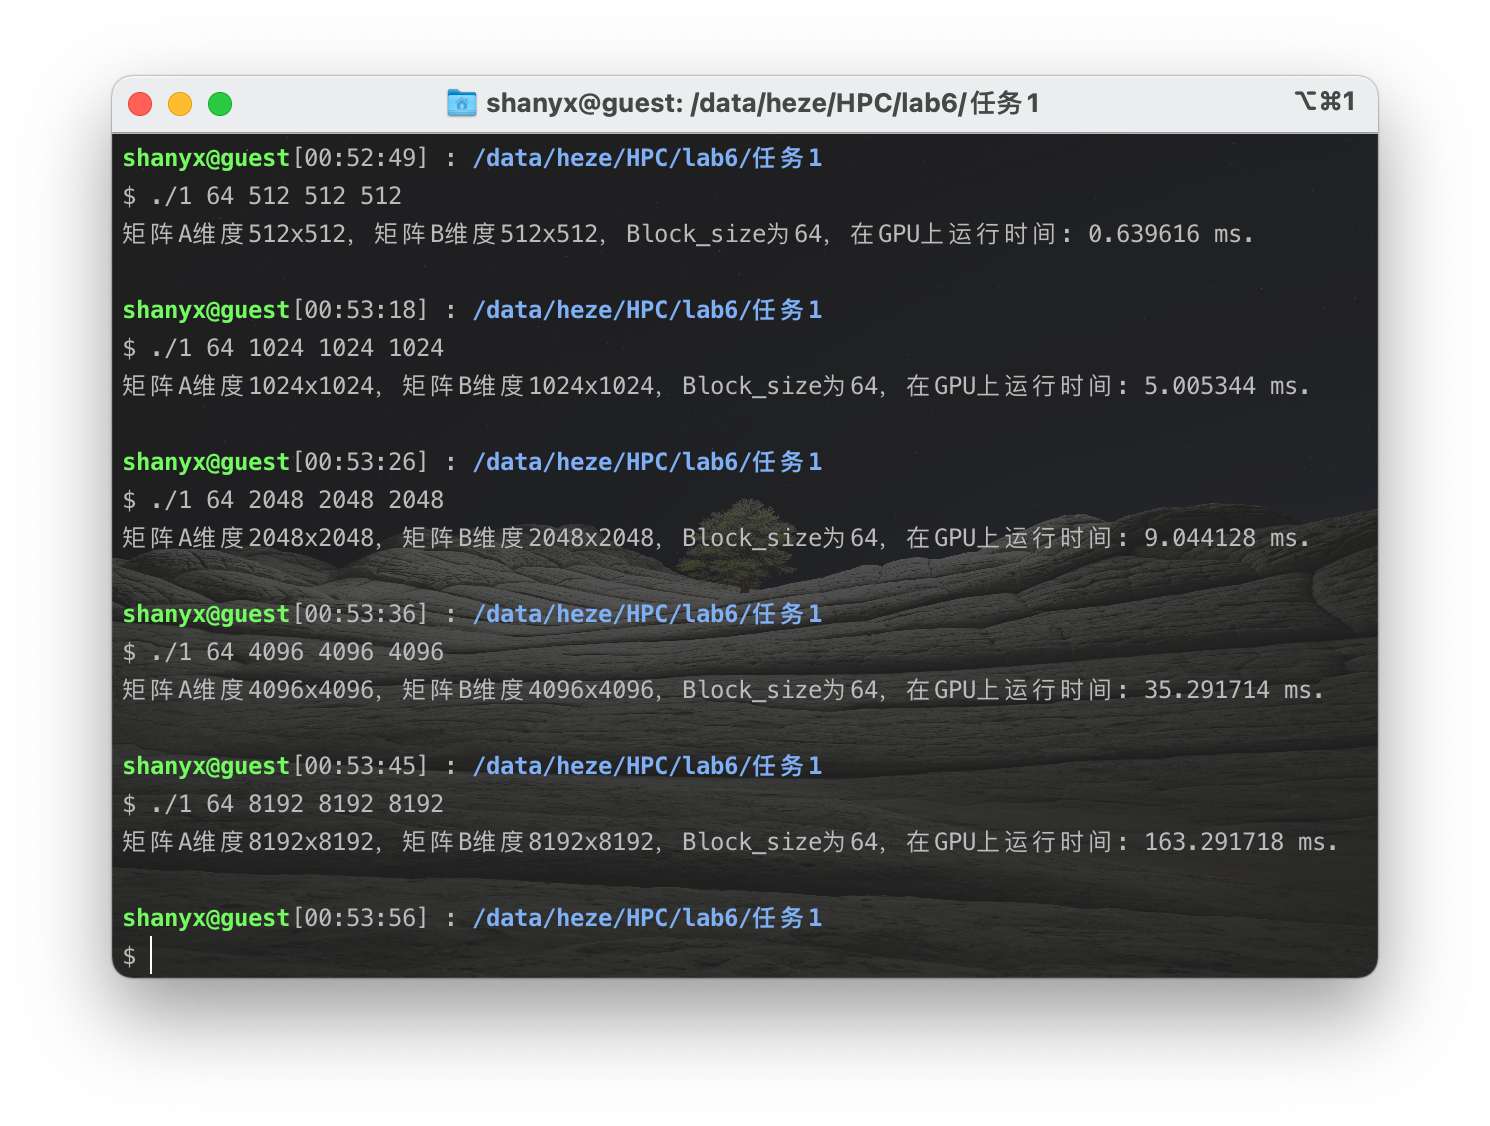 shanyx@guest: /data/heze/HPC/lab6/任务1 ⌥⌘1
shanyx@guest[00:52:49] : /data/heze/HPC/lab6/任务1
$ ./1 64 512 512 512
矩阵A维度512x512, 矩阵B维度512x512, Block_size为64, 在GPU上运行时间: 0.639616 ms.
shanyx@guest[00:53:18] : /data/heze/HPC/lab6/任务1
$ ./1 64 1024 1024 1024
矩阵A维度1024x1024, 矩阵B维度1024x1024, Block_size为64, 在GPU上运行时间: 5.005344 ms.
shanyx@guest[00:53:26] : /data/heze/HPC/lab6/任务1
$ ./1 64 2048 2048 2048
矩阵A维度2048x2048, 矩阵B维度2048x2048, Block_size为64, 在GPU上运行时间: 9.044128 ms.
shanyx@guest[00:53:36] : /data/heze/HPC/lab6/任务1
$ ./1 64 4096 4096 4096
矩阵A维度4096x4096, 矩阵B维度4096x4096, Block_size为64, 在GPU上运行时间: 35.291714 ms.
shanyx@guest[00:53:45] : /data/heze/HPC/lab6/任务1
$ ./1 64 8192 8192 8192
矩阵A维度8192x8192, 矩阵B维度8192x8192, Block_size为64, 在GPU上运行时间: 163.291718 ms.
shanyx@guest[00:53:56] : /data/heze/HPC/lab6/任务1
$